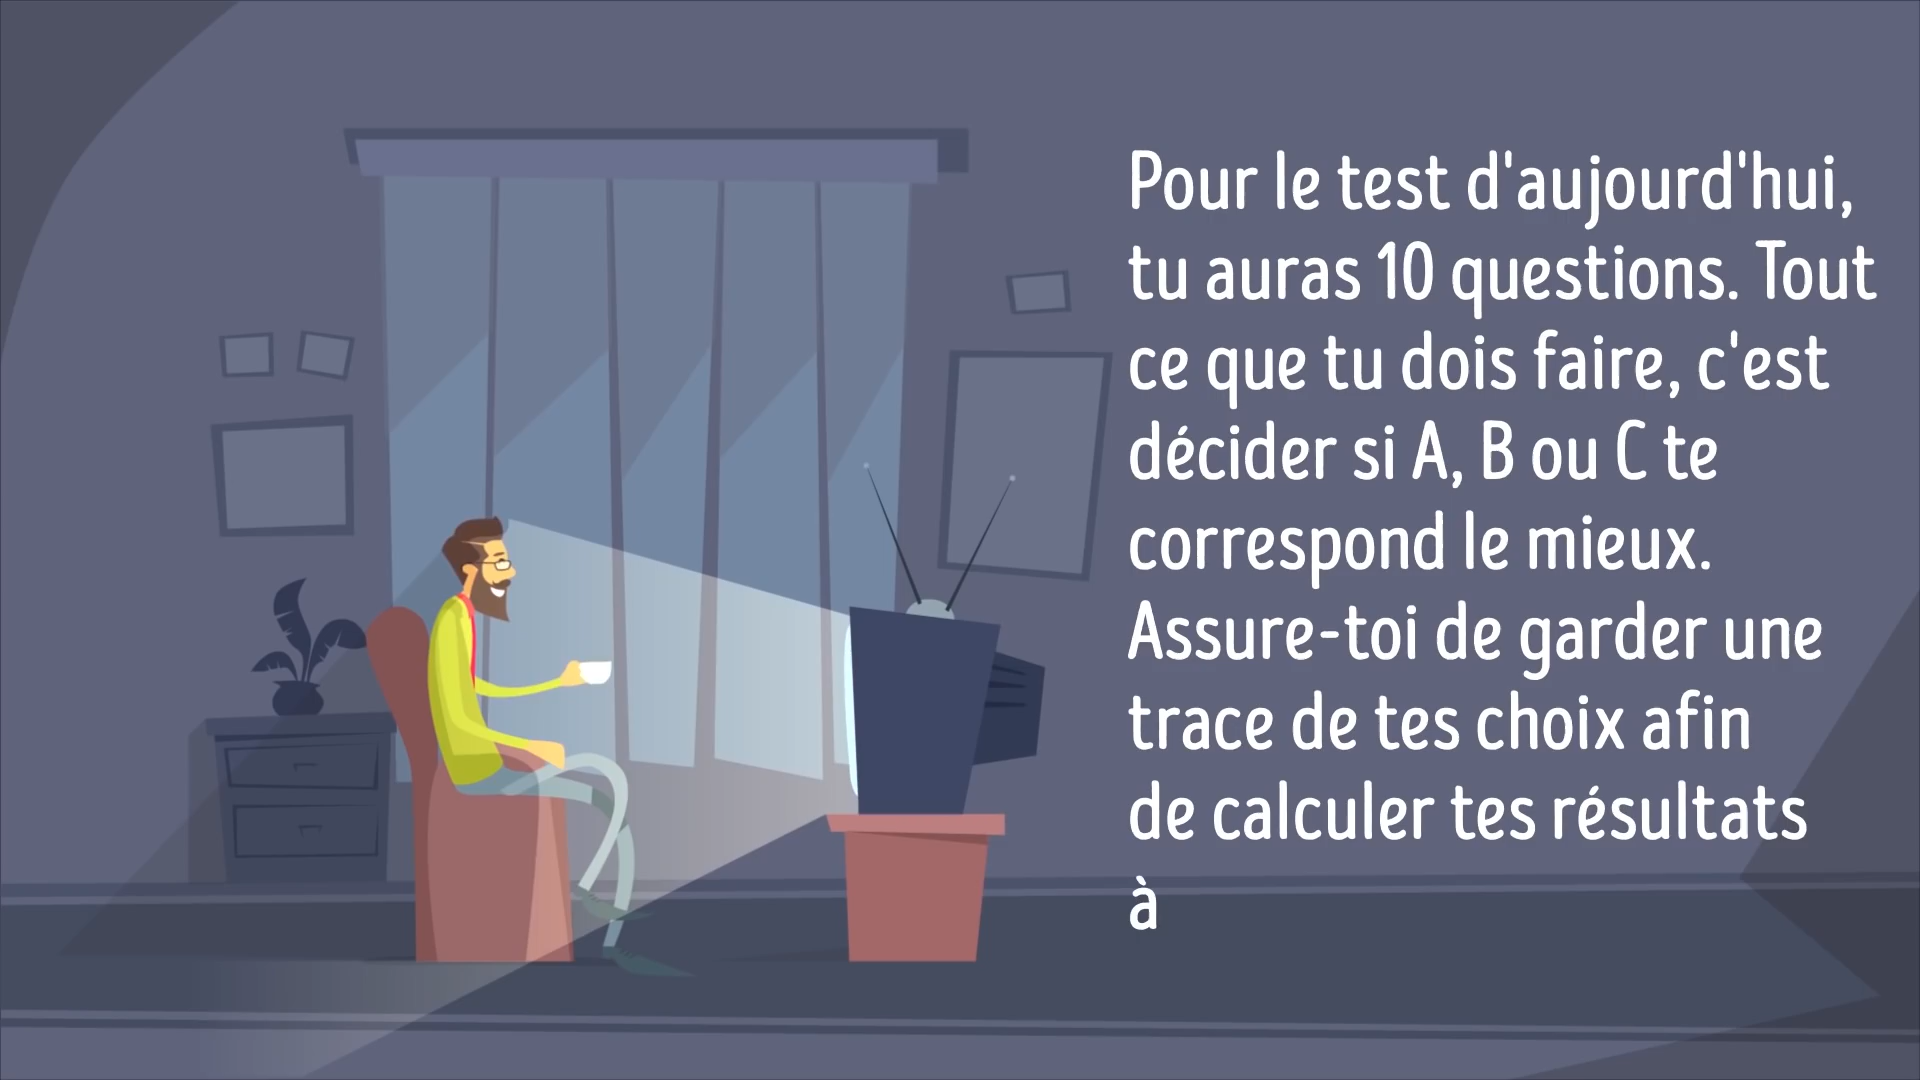 Pour le test d'aujourd'hui,
tu auras 10 questions. Tout
ce que tu dois faire, c'est
décider si A, B ou C te
correspond le mieux.
Assure-toi de garder une
trace de tes choix afin
de calculer tes résultats
à